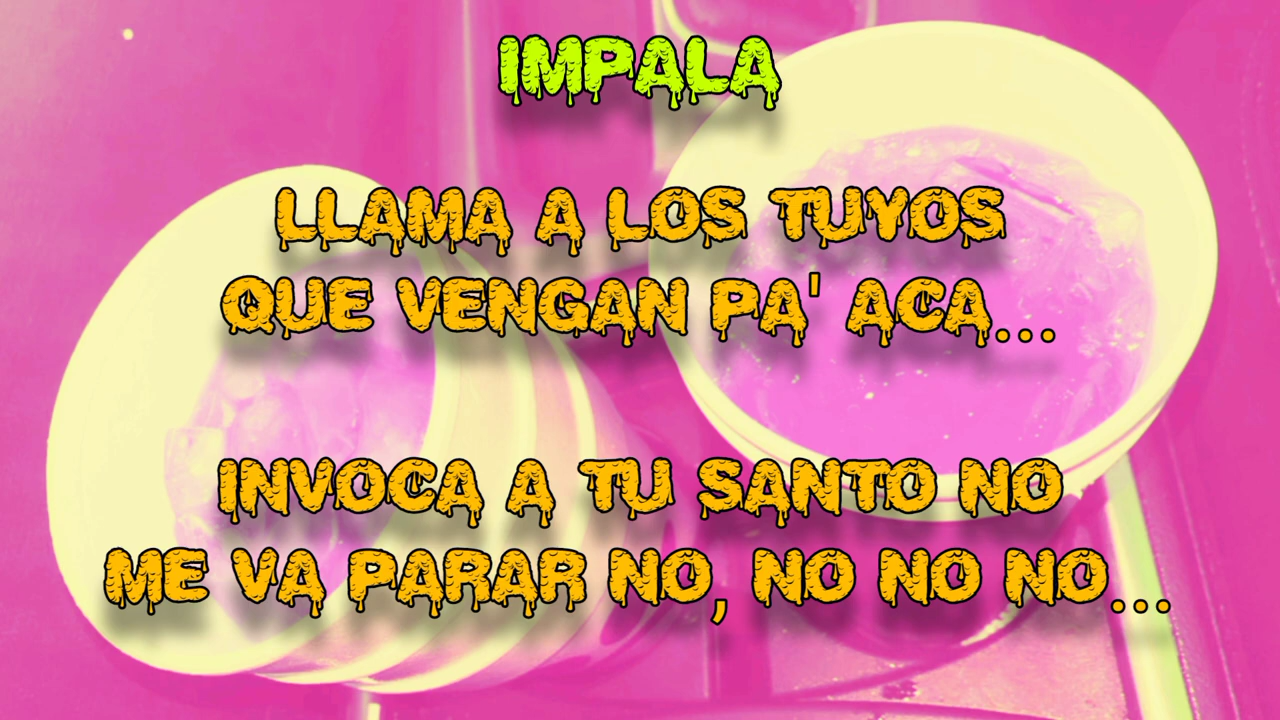 IMPALA
LLAMA A LOS TUYOS
QUE VENGAN PA' ACA...
INVOCA A TU SANTO NO
ME VA PARAR NO, NO NO NO...